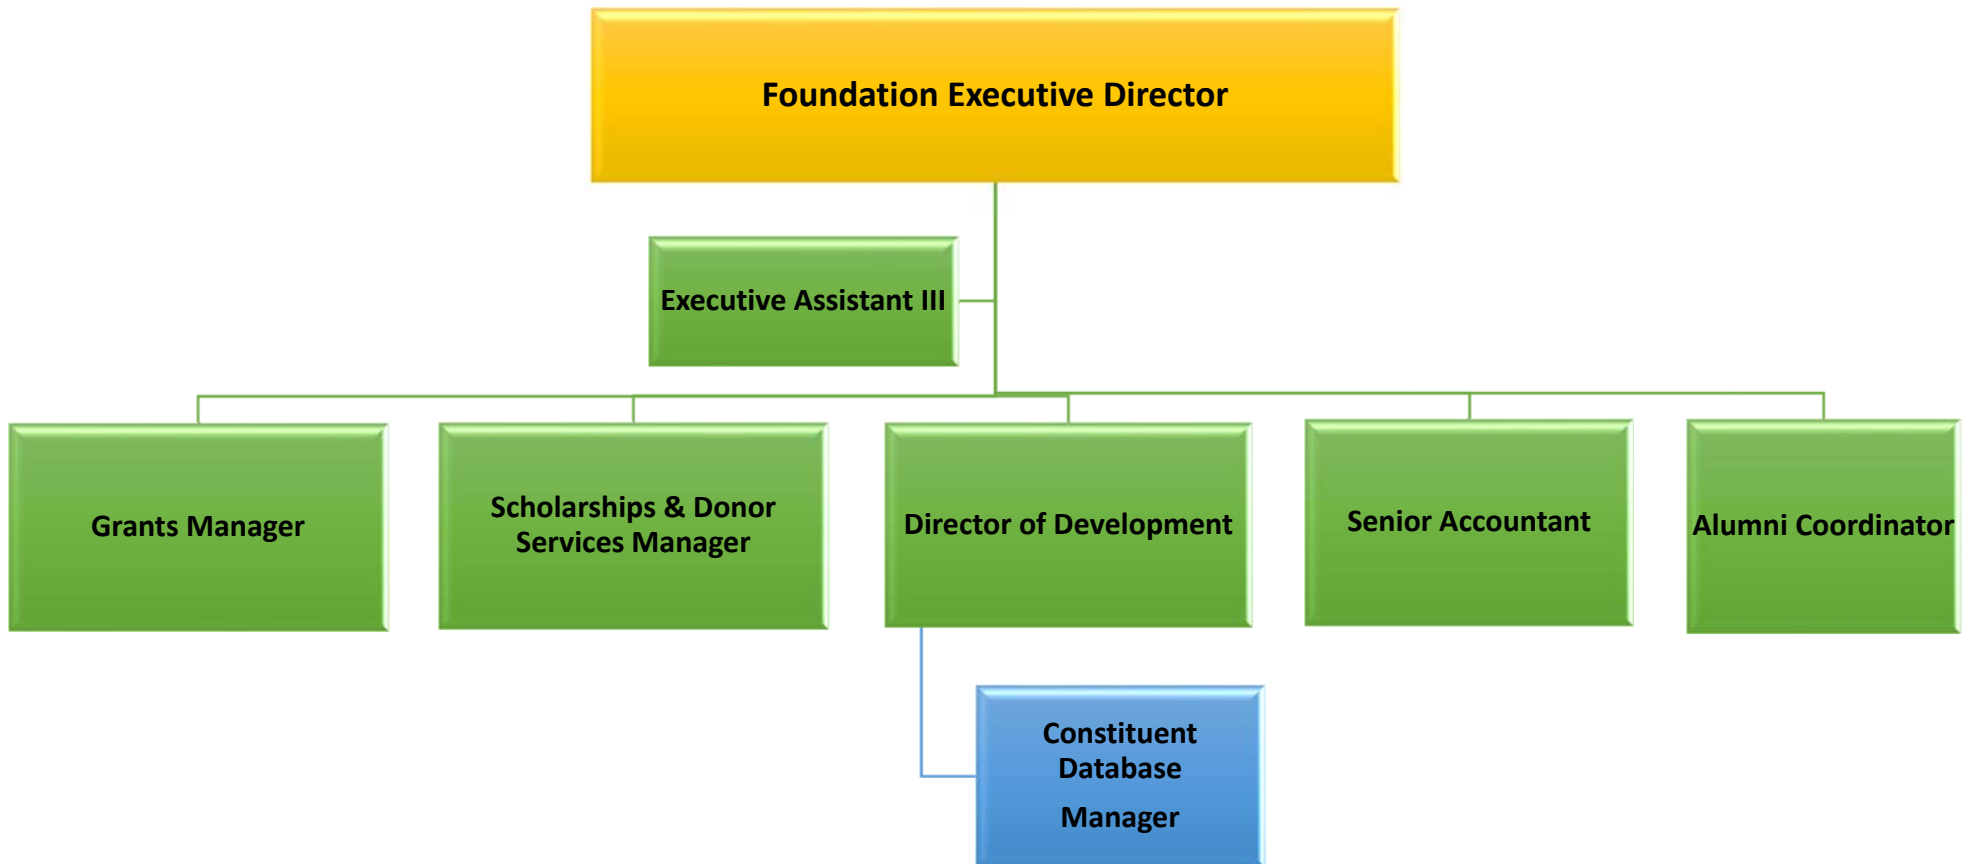 Foundation Executive Director
Executive Assistant III
Grants Manager
Scholarships & Donor
Services Manager
Director of Development
Senior Accountant
Alumni Coordinator
Constituent
Database
Manager